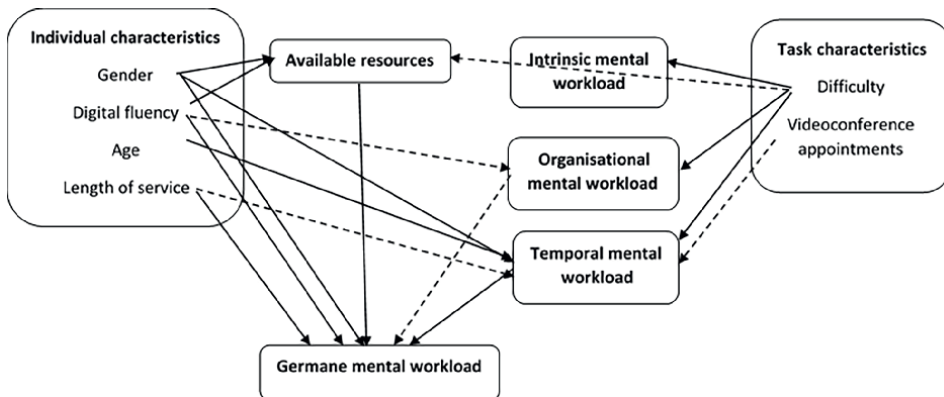 Individual characteristics
Gender
Digital fluency
Age
Length of service
Available resources
Intrinsic mental
workload
Organisational
mental workload
Temporal mental
workload
Germane mental workload
Task characteristics
Difficulty
Videoconference
appointments